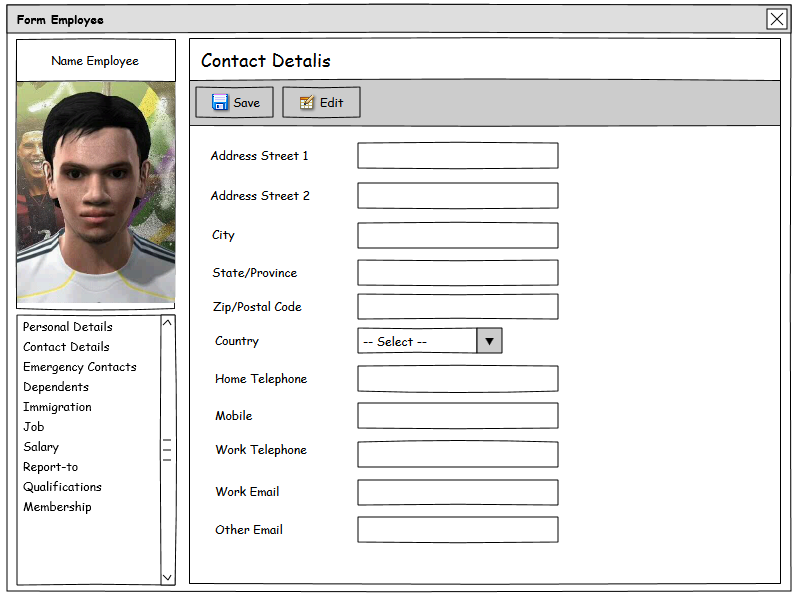 Form Employee
Name Employee
Contact Detalis
Save
Edit
Address Street 1
Address Street 2
City
State/Province
Zip/Postal Code
Country
-- Select --
Home Telephone
Mobile
Work Telephone
Work Email
Other Email
Personal Details
Contact Details
Emergency Contacts
Dependents
Immigration
Job
Salary
Report-to
Qualifications
Membership